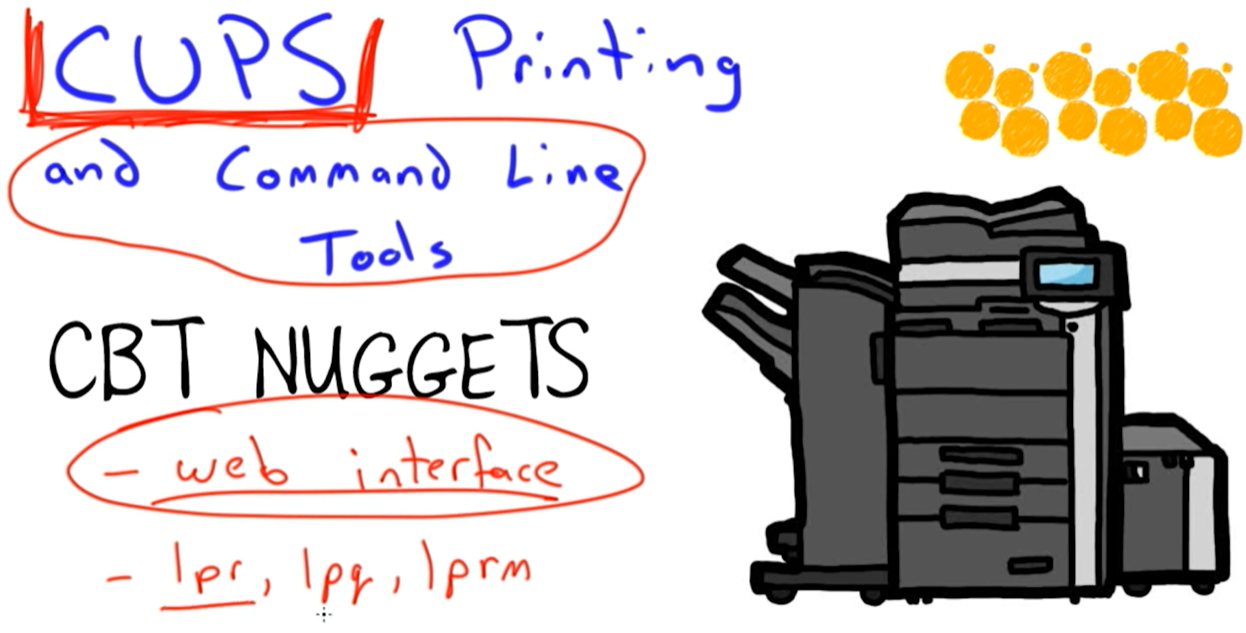 CUPS Printing
and Command Line
Tools
CBT NUGGETS
- web interface
- lpr, lpq, lprm